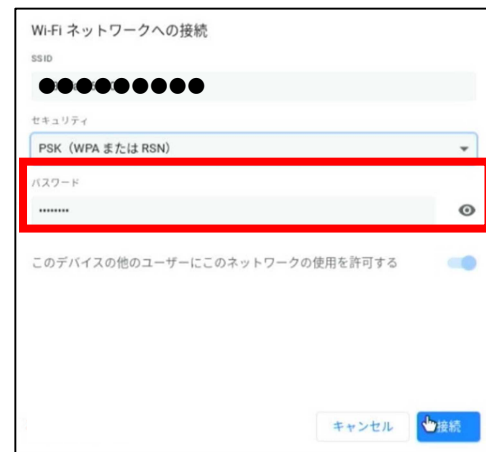 Wi-Fi ネットワークへの接続
SSID
セキュリティ
PSK（WPA または RSN）
パスワード
••••••••
このデバイスの他のユーザーにこのネットワークの使用を許可する
キャンセル
接続